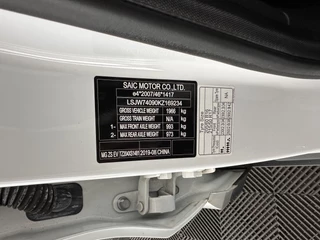 SAIC MOTOR CO.,LTD.
e4*2007/46*1417
LSJW74090KZ169234
GROSS VEHICLE WEIGHT 1966 kg
GROSS TRAIN WEIGHT N/A kg
1- MAX FRONT AXLE WEIGHT 993 kg
2- MAX REAR AXLE WEIGHT 973 kg
MG ZS EV 2019-08 CHINA